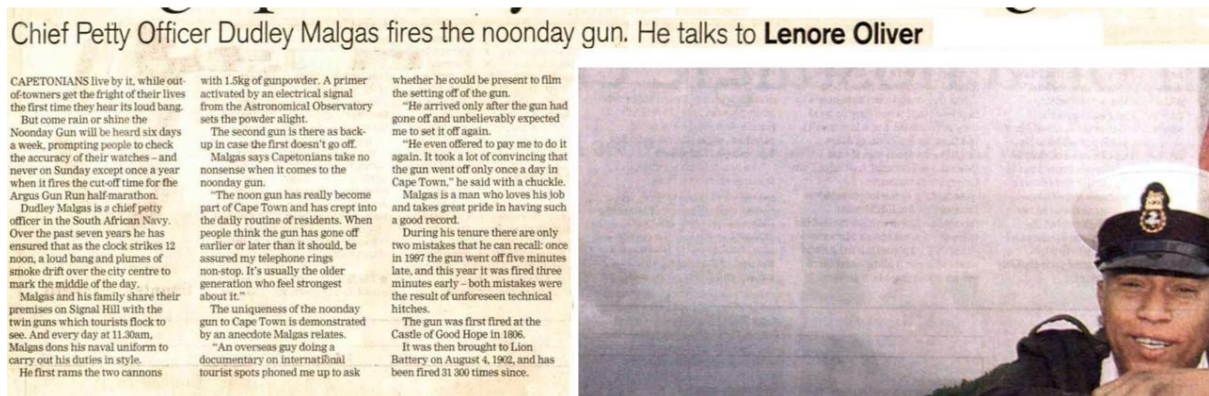 Chief Petty Officer Dudley Malgas fires the noonday gun. He talks to Lenore Oliver
CAPETONIANS live by it, while out-
of-towners get the fright of their lives
the first time they hear its loud bang.
But come rain or shine the
Noonday Gun will be heard six days
a week, prompting people to check
the accuracy of their watches – and
never on Sunday except once a year
when it fires the cut-off time for the
Argus Gun Run half-marathon.
Dudley Malgas is a chief petty
officer in the South African Navy.
Over the past seven years he has
ensured that as the clock strikes 12
noon, a loud bang and plumes of
smoke drift over the city centre to
mark the middle of the day.
Malgas and his family share their
premises on Signal Hill with the
twin guns which tourists flock to
see. And every day at 11.30am,
Malgas dons his naval uniform to
carry out his duties in style.
He first rams the two cannons
with 1.5kg of gunpowder. A primer
activated by an electrical signal
from the Astronomical Observatory
sets the powder alight.
The second gun is there as back-
up in case the first doesn't go off.
Malgas says Capetonians take no
nonsense when it comes to the
noonday gun.
"The noon gun has really become
part of Cape Town and has crept into
the daily routine of residents. When
people think the gun has gone off
earlier or later than it should, be
assured my telephone rings
non-stop. It's usually the older
generation who feel strongest
about it."
The uniqueness of the noonday
gun to Cape Town is demonstrated
by an anecdote Malgas relates.
"An overseas guy doing a
documentary on international
tourist spots phoned me up to ask
whether he could be present to film
the setting off of the gun.
"He arrived only after the gun had
gone off and unbelievably expected
me to set it off again.
"He even offered to pay me to do it
again. It took a lot of convincing that
the gun went off only once a day in
Cape Town," he said with a chuckle.
Malgas is a man who loves his job
and takes great pride in having such
a good record.
During his tenure there are only
two mistakes that he can recall: once
in 1997 the gun went off five minutes
late, and this year it was fired three
minutes early – both mistakes were
the result of unforeseen technical
hitches.
The gun was first fired at the
Castle of Good Hope in 1806.
It was then brought to Lion
Battery on August 4, 1902, and has
been fired 31 300 times since.